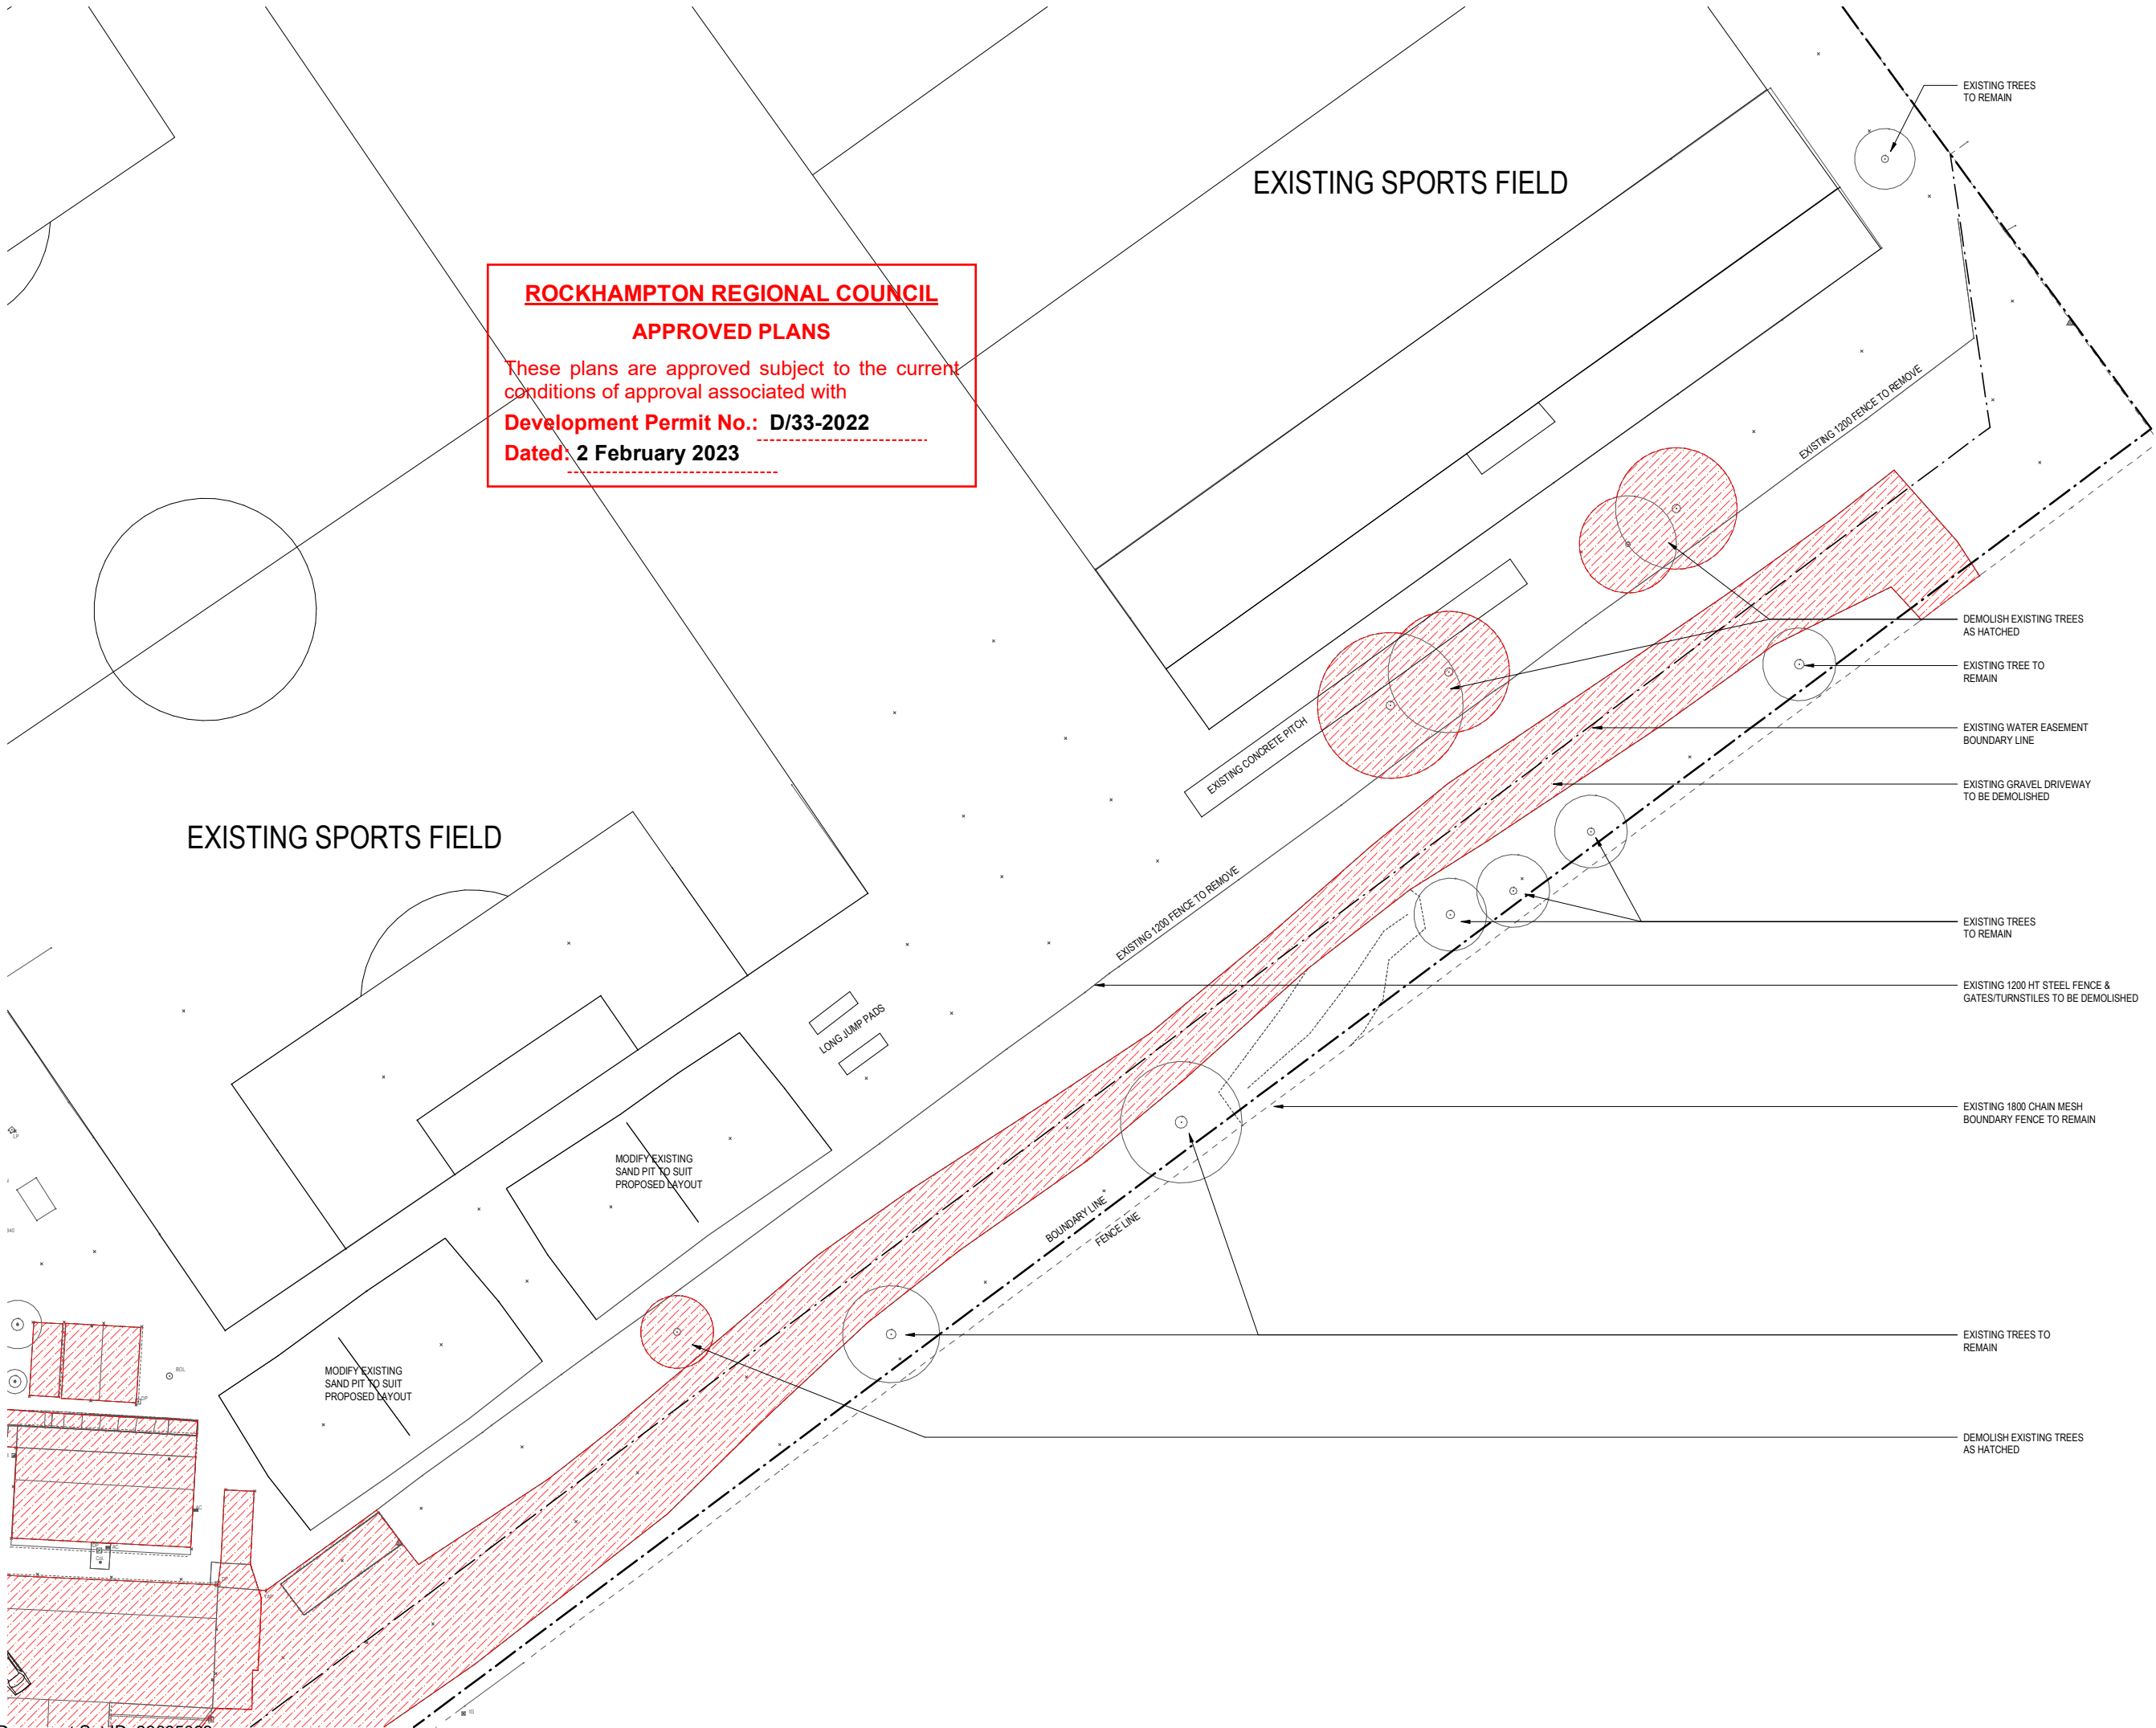 EXISTING TREES
TO REMAIN
EXISTING SPORTS FIELD
ROCKHAMPTON REGIONAL COUNCIL
APPROVED PLANS
These plans are approved subject to the current
conditions of approval associated with
Development Permit No.: D/33-2022
Dated: 2 February 2023
EXISTING 1200 FENCE TO REMOVE
DEMOLISH EXISTING TREES
AS HATCHED
EXISTING TREE TO
REMAIN
EXISTING WATER EASEMENT
BOUNDARY LINE
EXISTING CONCRETE PITCH
EXISTING GRAVEL DRIVEWAY
TO BE DEMOLISHED
EXISTING SPORTS FIELD
EXISTING 1200 FENCE TO REMOVE
EXISTING TREES
TO REMAIN
EXISTING 1200 HT STEEL FENCE &
GATES/TURNSTILES TO BE DEMOLISHED
LONG JUMP PADS
EXISTING 1800 CHAIN MESH
BOUNDARY FENCE TO REMAIN
LP
MODIFY EXISTING
SAND PIT TO SUIT
PROPOSED LAYOUT
BOUNDARY LINE
FENCE LINE
EXISTING TREES TO
REMAIN
BOL
MODIFY EXISTING
SAND PIT TO SUIT
PROPOSED LAYOUT
DP
DEMOLISH EXISTING TREES
AS HATCHED
AC
AC